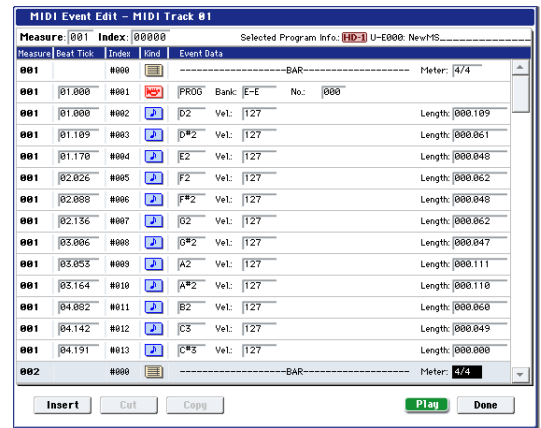 MIDI Event Edit – MIDI Track 01
Measure: 001 Index: 00000 Selected Program Info.: HD-1 U-E000: NewMS
Measure Beat Tick Index Kind Event Data
001 #000 --------------------BAR-------------------- Meter: 4/4
001 01.000 #001 PROG Bank: E-E No.: 000
001 01.000 #002 D2 Vel.: 127 Length: 000.109
001 01.109 #003 D#2 Vel.: 127 Length: 000.061
001 01.170 #004 E2 Vel.: 127 Length: 000.048
001 02.026 #005 F2 Vel.: 127 Length: 000.062
001 02.088 #006 F#2 Vel.: 127 Length: 000.048
001 02.136 #007 G2 Vel.: 127 Length: 000.062
001 03.006 #008 G#2 Vel.: 127 Length: 000.047
001 03.053 #009 A2 Vel.: 127 Length: 000.111
001 03.164 #010 A#2 Vel.: 127 Length: 000.110
001 04.082 #011 B2 Vel.: 127 Length: 000.060
001 04.142 #012 C3 Vel.: 127 Length: 000.049
001 04.191 #013 C#3 Vel.: 127 Length: 000.000
002 #000 --------------------BAR-------------------- Meter: 4/4
Insert Cut Copy Play Done